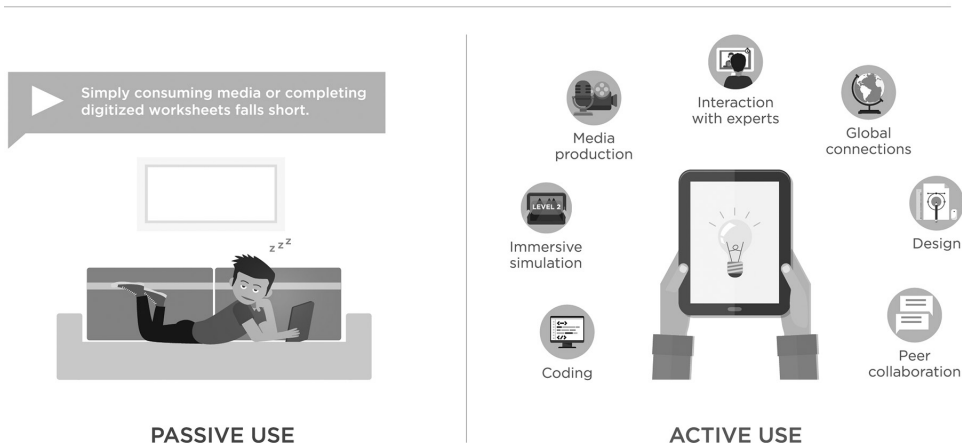 Simply consuming media or completing
digitized worksheets falls short.
z z z
PASSIVE USE
Interaction
with experts
Media
production
Global
connections
LEVEL 2
Immersive
simulation
Design
Coding
Peer
collaboration
ACTIVE USE